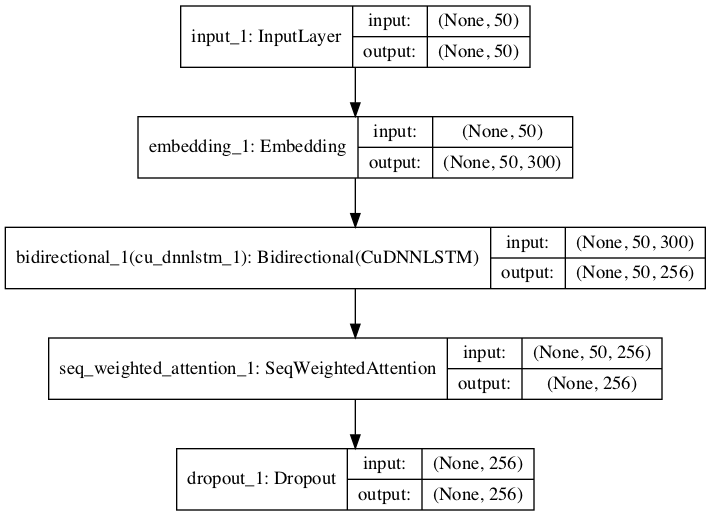 input_1: InputLayer
input: (None, 50)
output: (None, 50)
embedding_1: Embedding
input: (None, 50)
output: (None, 50, 300)
bidirectional_1(cu_dnnlstm_1): Bidirectional(CuDNNLSTM)
input: (None, 50, 300)
output: (None, 50, 256)
seq_weighted_attention_1: SeqWeightedAttention
input: (None, 50, 256)
output: (None, 256)
dropout_1: Dropout
input: (None, 256)
output: (None, 256)